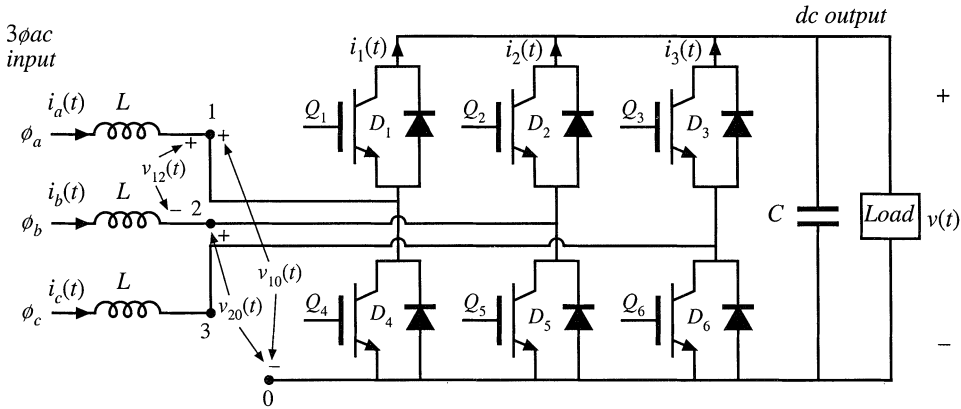 dc output
3øac
input
i1(t)
i2(t)
i3(t)
ia(t)
L
1
Q1
Q2
Q3
+
ϕa
+
+
D1
D2
D3
v12(t)
ib(t)
L
− 2
ϕb
+
C
Load
v(t)
ic(t)
L
v10(t)
v20(t)
ϕc
3
Q4
Q5
Q6
D4
D5
D6
−
−
0